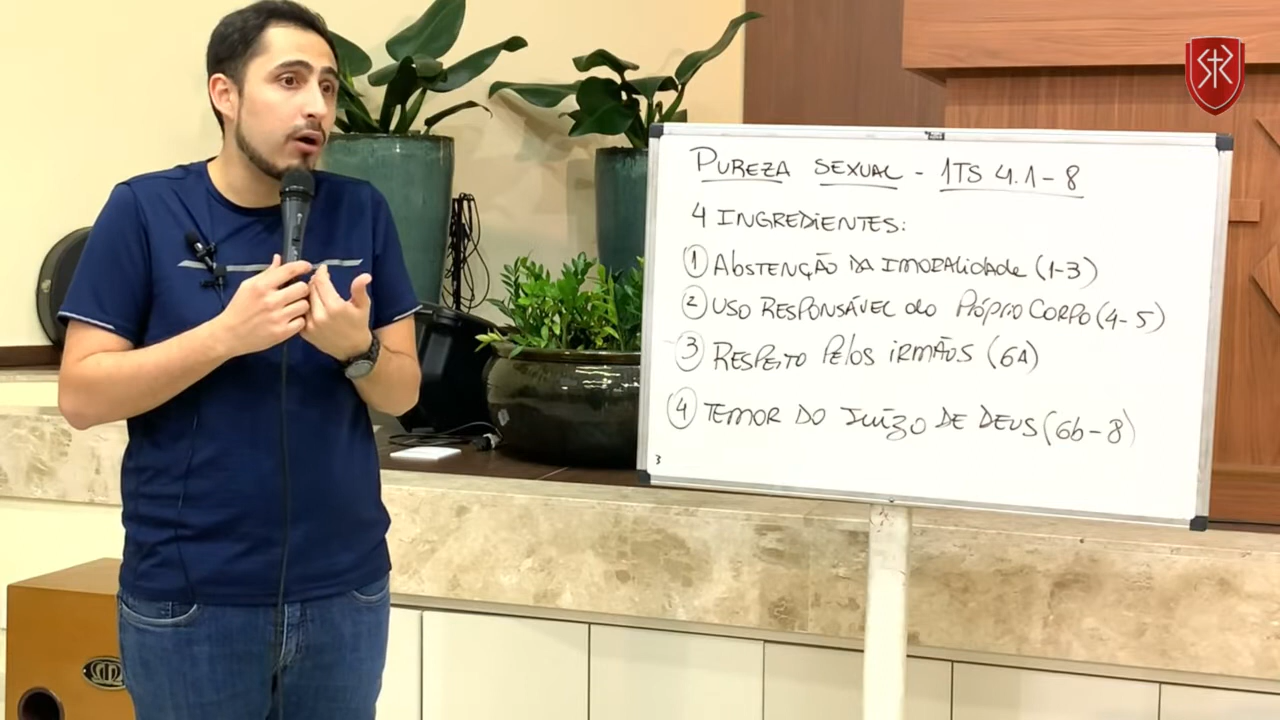 PUREZA SEXUAL - 1TS 4.1-8
4 INGREDIENTES:
① ABSTENÇÃO DA IMORALIDADE (1-3)
② USO RESPONSÁVEL do PRÓPRIO CORPO (4-5)
③ RESPEITO PELOS IRMÃOS (6A)
④ TEMOR DO JUÍZO DE DEUS (6b-8)
3